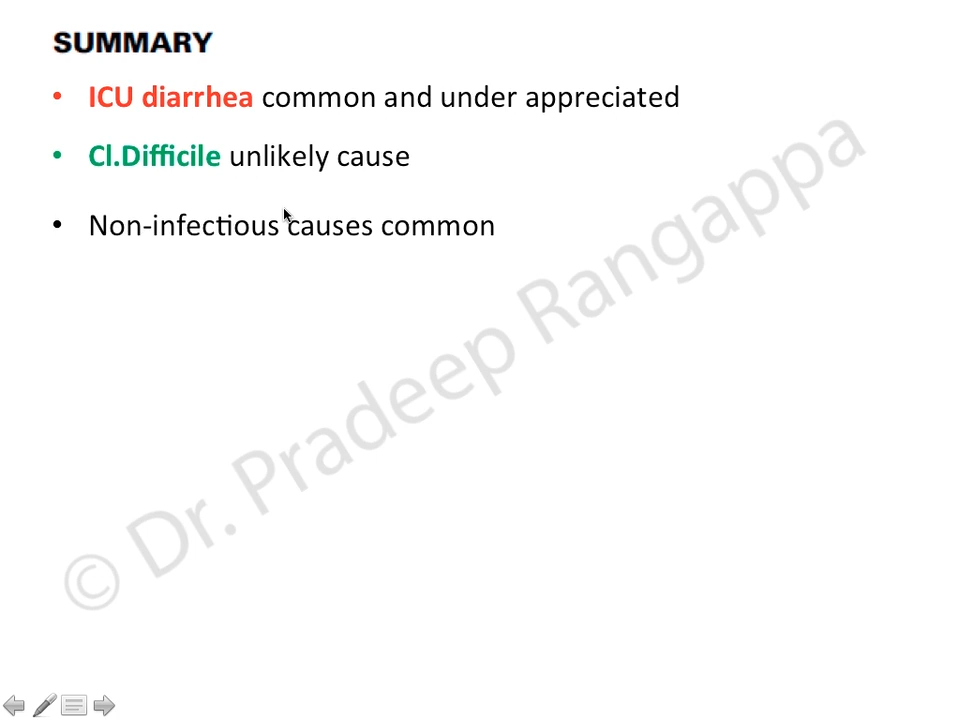 SUMMARY
• ICU diarrhea common and under appreciated
• Cl.Difficile unlikely cause
• Non-infectious causes common
© Dr. Pradeep Rangappa